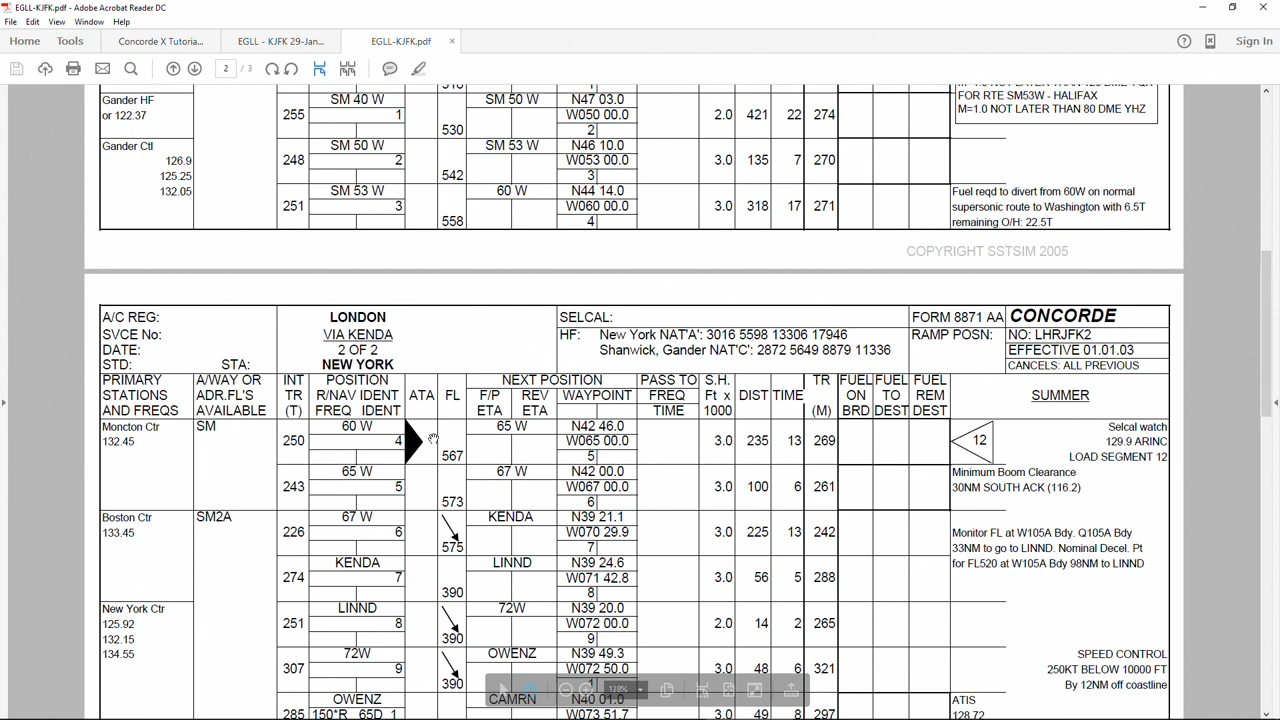 EGLL-KJFK.pdf - Adobe Acrobat Reader DC
File Edit View Window Help
Home Tools Concorde X Tutoria... EGLL - KJFK 29-Jan... EGLL-KJFK.pdf × ? Sign In
2 / 3
Gander HF
or 122.37
255 SM 40 W 1 530 SM 50 W N47 03.0 W050 00.0 2 2.0 421 22 274
FOR RTE SM53W - HALIFAX
M=1.0 NOT LATER THAN 80 DME YHZ
Gander Ctl
126.9
125.25
132.05
248 SM 50 W 2 542 SM 53 W N46 10.0 W053 00.0 3 3.0 135 7 270
251 SM 53 W 3 558 60 W N44 14.0 W060 00.0 4 3.0 318 17 271
Fuel reqd to divert from 60W on normal
supersonic route to Washington with 6.5T
remaining O/H: 22.5T
COPYRIGHT SSTSIM 2005
A/C REG: LONDON SELCAL: FORM 8871 AA CONCORDE
SVCE No: VIA KENDA HF: New York NAT'A': 3016 5598 13306 17946 RAMP POSN: NO: LHRJFK2
DATE: 2 OF 2 Shanwick, Gander NAT'C': 2872 5649 8879 11336 EFFECTIVE 01.01.03
STD: STA: NEW YORK CANCELS: ALL PREVIOUS
PRIMARY A/WAY OR INT POSITION NEXT POSITION PASS TO S.H. TR FUEL FUEL FUEL
STATIONS ADR.FL'S TR R/NAV IDENT ATA FL F/P REV WAYPOINT FREQ Ft x DIST TIME ON TO REM SUMMER
AND FREQS AVAILABLE (T) FREQ IDENT ETA ETA TIME 1000 (M) BRD DEST DEST
Moncton Ctr SM
132.45
250 60 W 4 567 65 W N42 46.0 W065 00.0 5 3.0 235 13 269
12 Selcal watch
129.9 ARINC
LOAD SEGMENT 12
243 65 W 5 573 67 W N42 00.0 W067 00.0 6 3.0 100 6 261
Minimum Boom Clearance
30NM SOUTH ACK (116.2)
Boston Ctr SM2A
133.45
226 67 W 6 575 KENDA N39 21.1 W070 29.9 7 3.0 225 13 242
Monitor FL at W105A Bdy. Q105A Bdy
33NM to go to LINND. Nominal Decel. Pt
for FL520 at W105A Bdy 98NM to LINND
274 KENDA 7 390 LINND N39 24.6 W071 42.8 8 3.0 56 5 288
New York Ctr
125.92
132.15
134.55
251 LINND 8 390 72W N39 20.0 W072 00.0 9 2.0 14 2 265
307 72W 9 390 OWENZ N39 49.3 W072 50.0 1 3.0 48 6 321
SPEED CONTROL
250KT BELOW 10000 FT
By 12NM off coastline
128%
285 OWENZ 150*R 65D 1 CAMRN N40 01.0 W073 51.7 3.0 49 8 297
ATIS
128.72